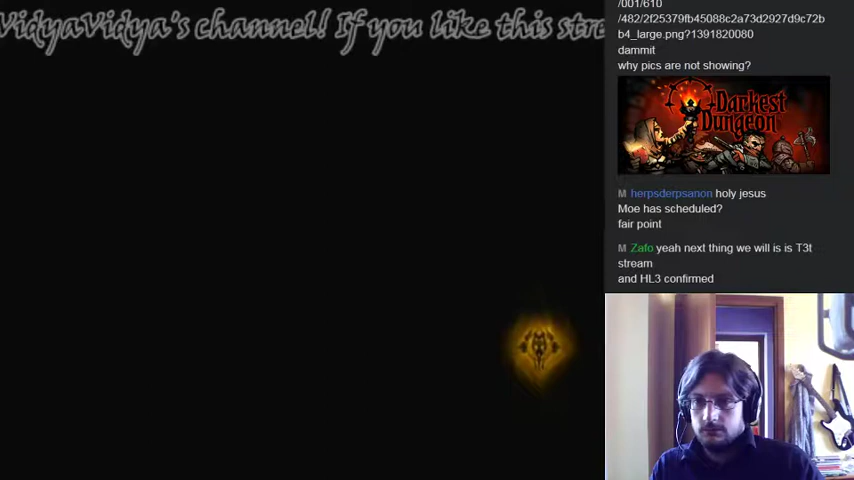 VidyaVidya's channel! If you like this stre
/001/610
/482/2f25379fb45088c2a73d2927d9c72b
b4_large.png?1391820080
dammit
why pics are not showing?
Darkest
Dungeon
M herpsderpsanon holy jesus
Moe has scheduled?
fair point
M Zafo yeah next thing we will is is T3t
stream
and HL3 confirmed